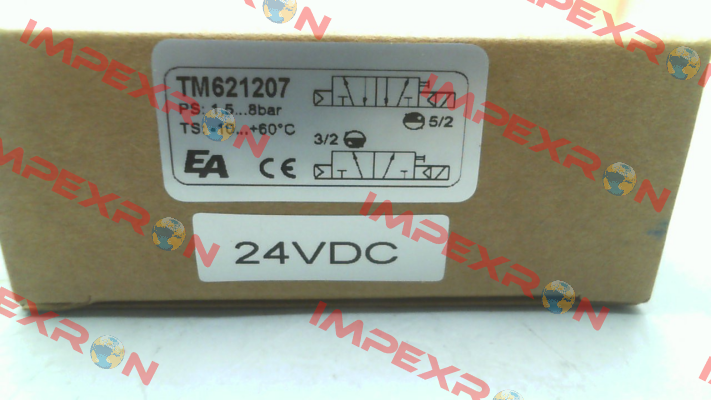 TM621207
PS: 1,5...8bar
TS: -10...+60°C
5/2
3/2
EA CE
24VDC
IMPEXRON
IMPEXRON
IMPEXRON
IMPEXRON
IMPEXRON